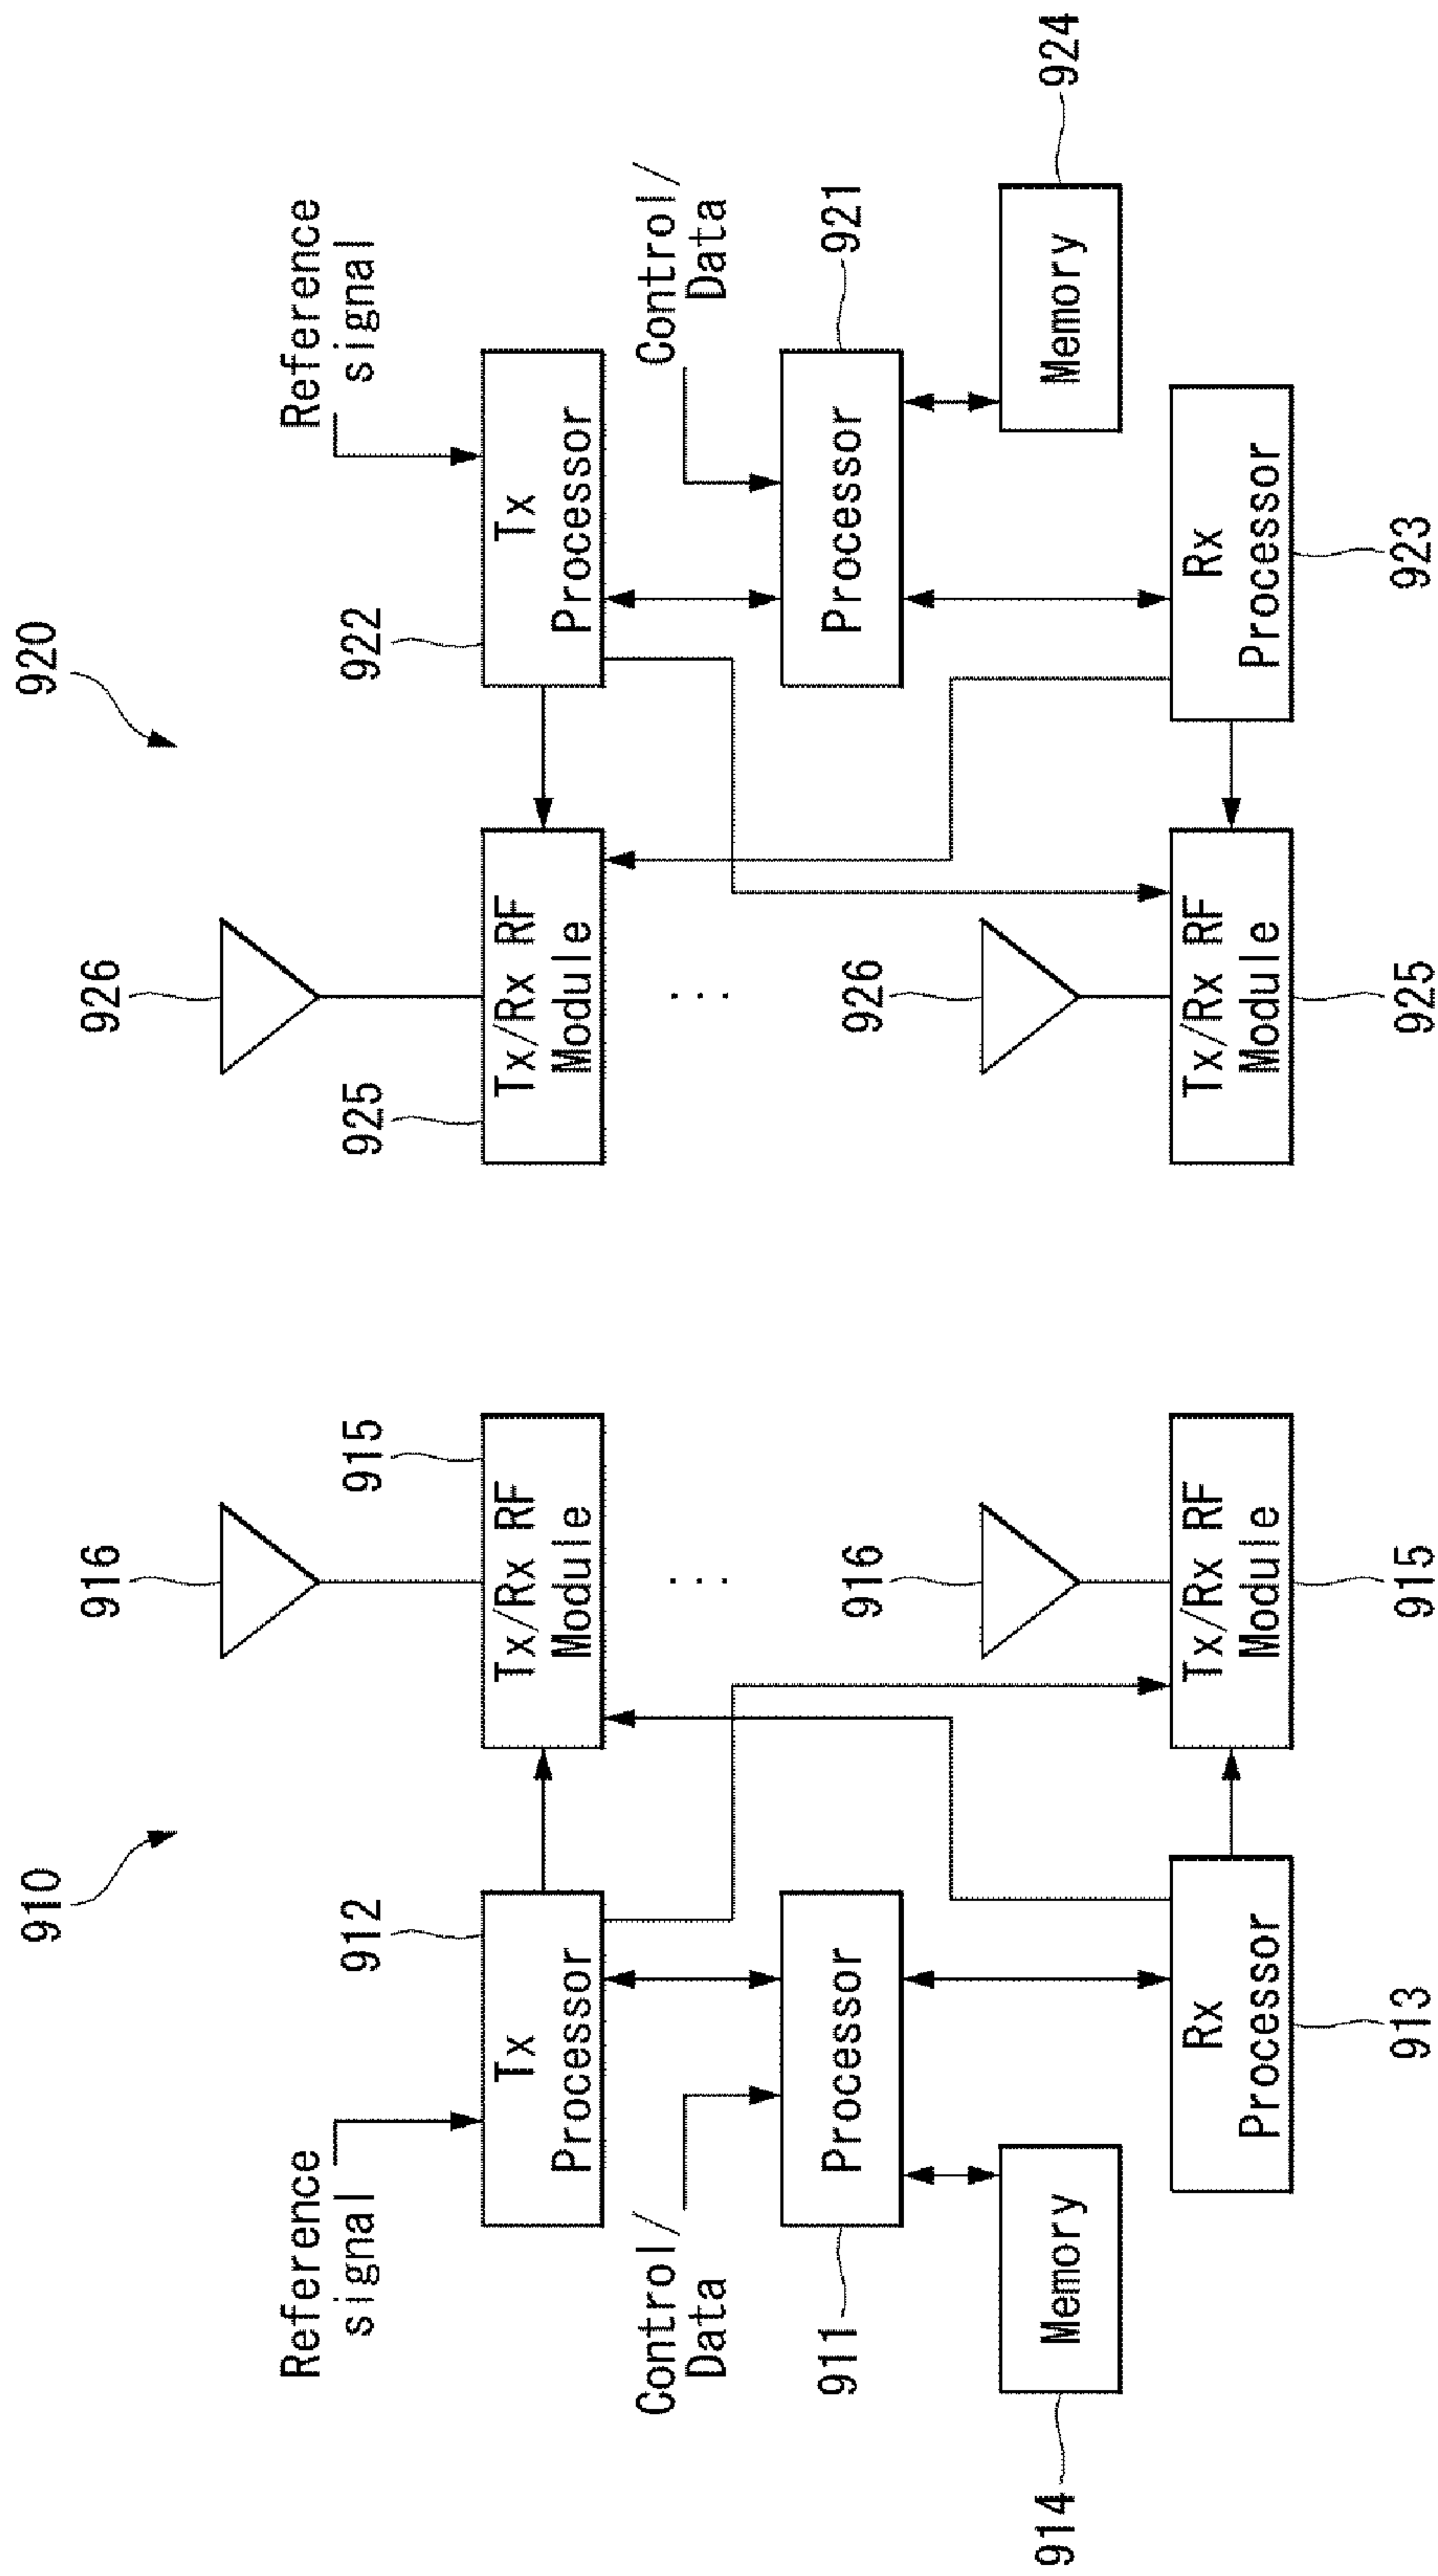 910
920
916
926
Reference
signal
912
915
925
922
Reference
signal
Tx
Processor
Tx/Rx RF
Module
Tx/Rx RF
Module
Tx
Processor
Control/
Data
...
...
Control/
Data
911
Processor
916
926
Processor
921
914
Memory
Memory
924
Rx
Processor
Tx/Rx RF
Module
Tx/Rx RF
Module
Rx
Processor
913
915
925
923